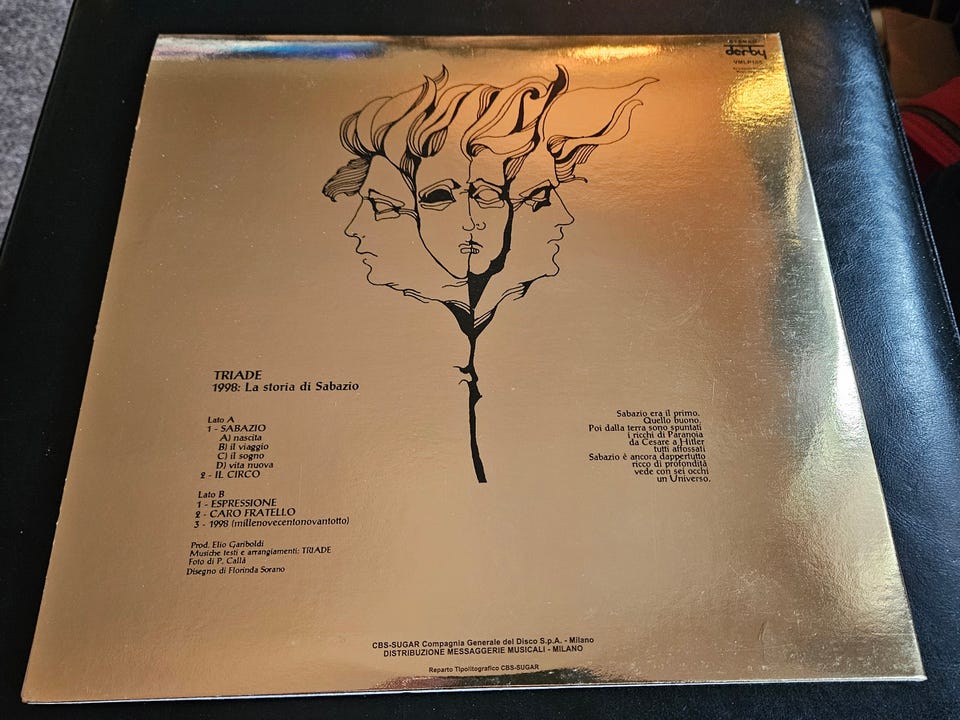 STEREO
derby
VMLP155
TRIADE
1998: La storia di Sabazio
Lato A
1 - SABAZIO
A) nascita
B) il viaggio
C) il sogno
D) vita nuova
2 - IL CIRCO
Lato B
1 - ESPRESSIONE
2 - CARO FRATELLO
3 - 1998 (millenovecentonovantotto)
Prod. Elio Gariboldi
Musiche testi e arrangiamenti: TRIADE
Foto di P. Callà
Disegno di Florinda Sorano
Sabazio era il primo.
Quello buono.
Poi dalla terra sono spuntati
i ricchi di Paranoia
da Cesare a Hitler
tutti affossati
Sabazio è ancora dappertutto
ricco di profondità
vede con sei occhi
un Universo.
CBS-SUGAR Compagnia Generale del Disco S.p.A. - Milano
DISTRIBUZIONE MESSAGGERIE MUSICALI - MILANO
Reparto Tipolitografico CBS-SUGAR